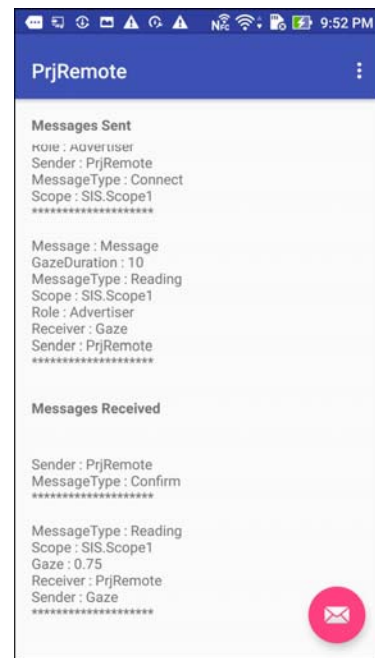 NFC 9:52 PM
PrjRemote
Messages Sent
Role : Advertiser
Sender : PrjRemote
MessageType : Connect
Scope : SIS.Scope1
********************
Message : Message
GazeDuration : 10
MessageType : Reading
Scope : SIS.Scope1
Role : Advertiser
Receiver : Gaze
Sender : PrjRemote
********************
Messages Received
Sender : PrjRemote
MessageType : Confirm
********************
MessageType : Reading
Scope : SIS.Scope1
Gaze : 0.75
Receiver : PrjRemote
Sender : Gaze
********************